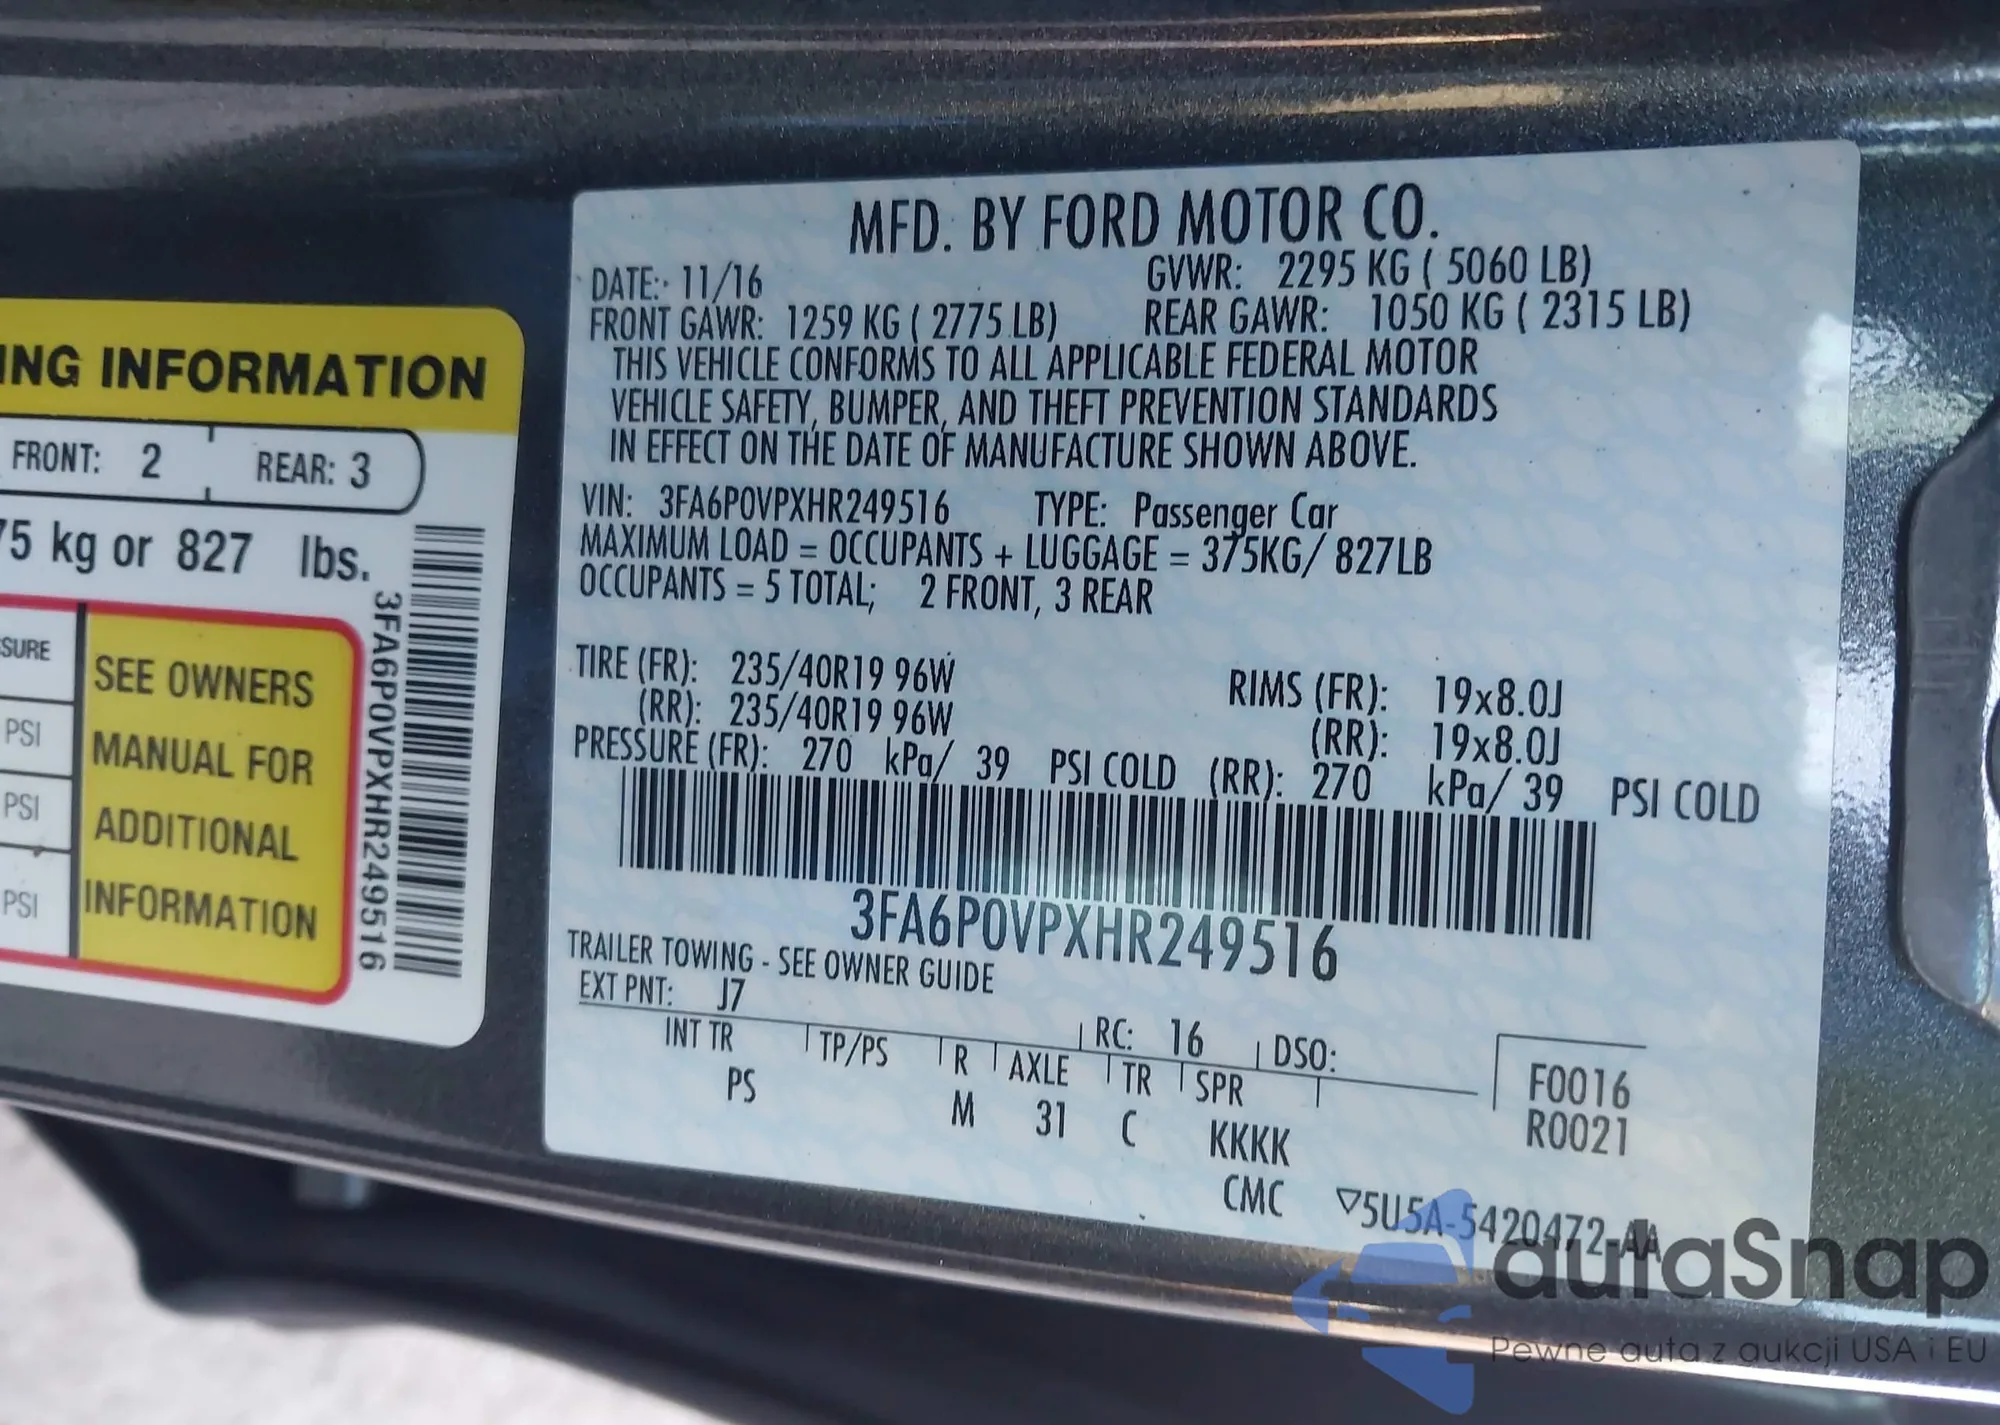 ING INFORMATION
FRONT: 2 REAR: 3
75 kg or 827 lbs.
SURE
PSI
PSI
PSI
SEE OWNERS
MANUAL FOR
ADDITIONAL
INFORMATION
3FA6P0VPXHR249516
MFD. BY FORD MOTOR CO.
DATE: 11/16 GVWR: 2295 KG ( 5060 LB)
FRONT GAWR: 1259 KG ( 2775 LB) REAR GAWR: 1050 KG ( 2315 LB)
THIS VEHICLE CONFORMS TO ALL APPLICABLE FEDERAL MOTOR
VEHICLE SAFETY, BUMPER, AND THEFT PREVENTION STANDARDS
IN EFFECT ON THE DATE OF MANUFACTURE SHOWN ABOVE.
VIN: 3FA6P0VPXHR249516 TYPE: Passenger Car
MAXIMUM LOAD = OCCUPANTS + LUGGAGE = 375KG/ 827LB
OCCUPANTS = 5 TOTAL; 2 FRONT, 3 REAR
TIRE (FR): 235/40R19 96W RIMS (FR): 19x8.0J
(RR): 235/40R19 96W (RR): 19x8.0J
PRESSURE (FR): 270 kPa/ 39 PSI COLD (RR): 270 kPa/ 39 PSI COLD
3FA6P0VPXHR249516
TRAILER TOWING - SEE OWNER GUIDE
EXT PNT: J7 RC: 16 DSO:
INT TR TP/PS R AXLE TR SPR
PS M 31 C KKKK
CMC
F0016
R0021
▽5U5A-5420472-AA
autaSnap
Pewne auta z aukcji USA i EU